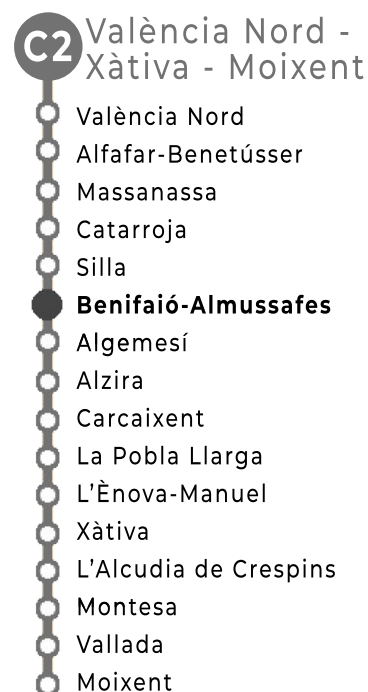 C2
València Nord -
Xàtiva - Moixent
València Nord
Alfafar-Benetússer
Massanassa
Catarroja
Silla
Benifaió-Almussafes
Algemesí
Alzira
Carcaixent
La Pobla Llarga
L'Ènova-Manuel
Xàtiva
L'Alcudia de Crespins
Montesa
Vallada
Moixent